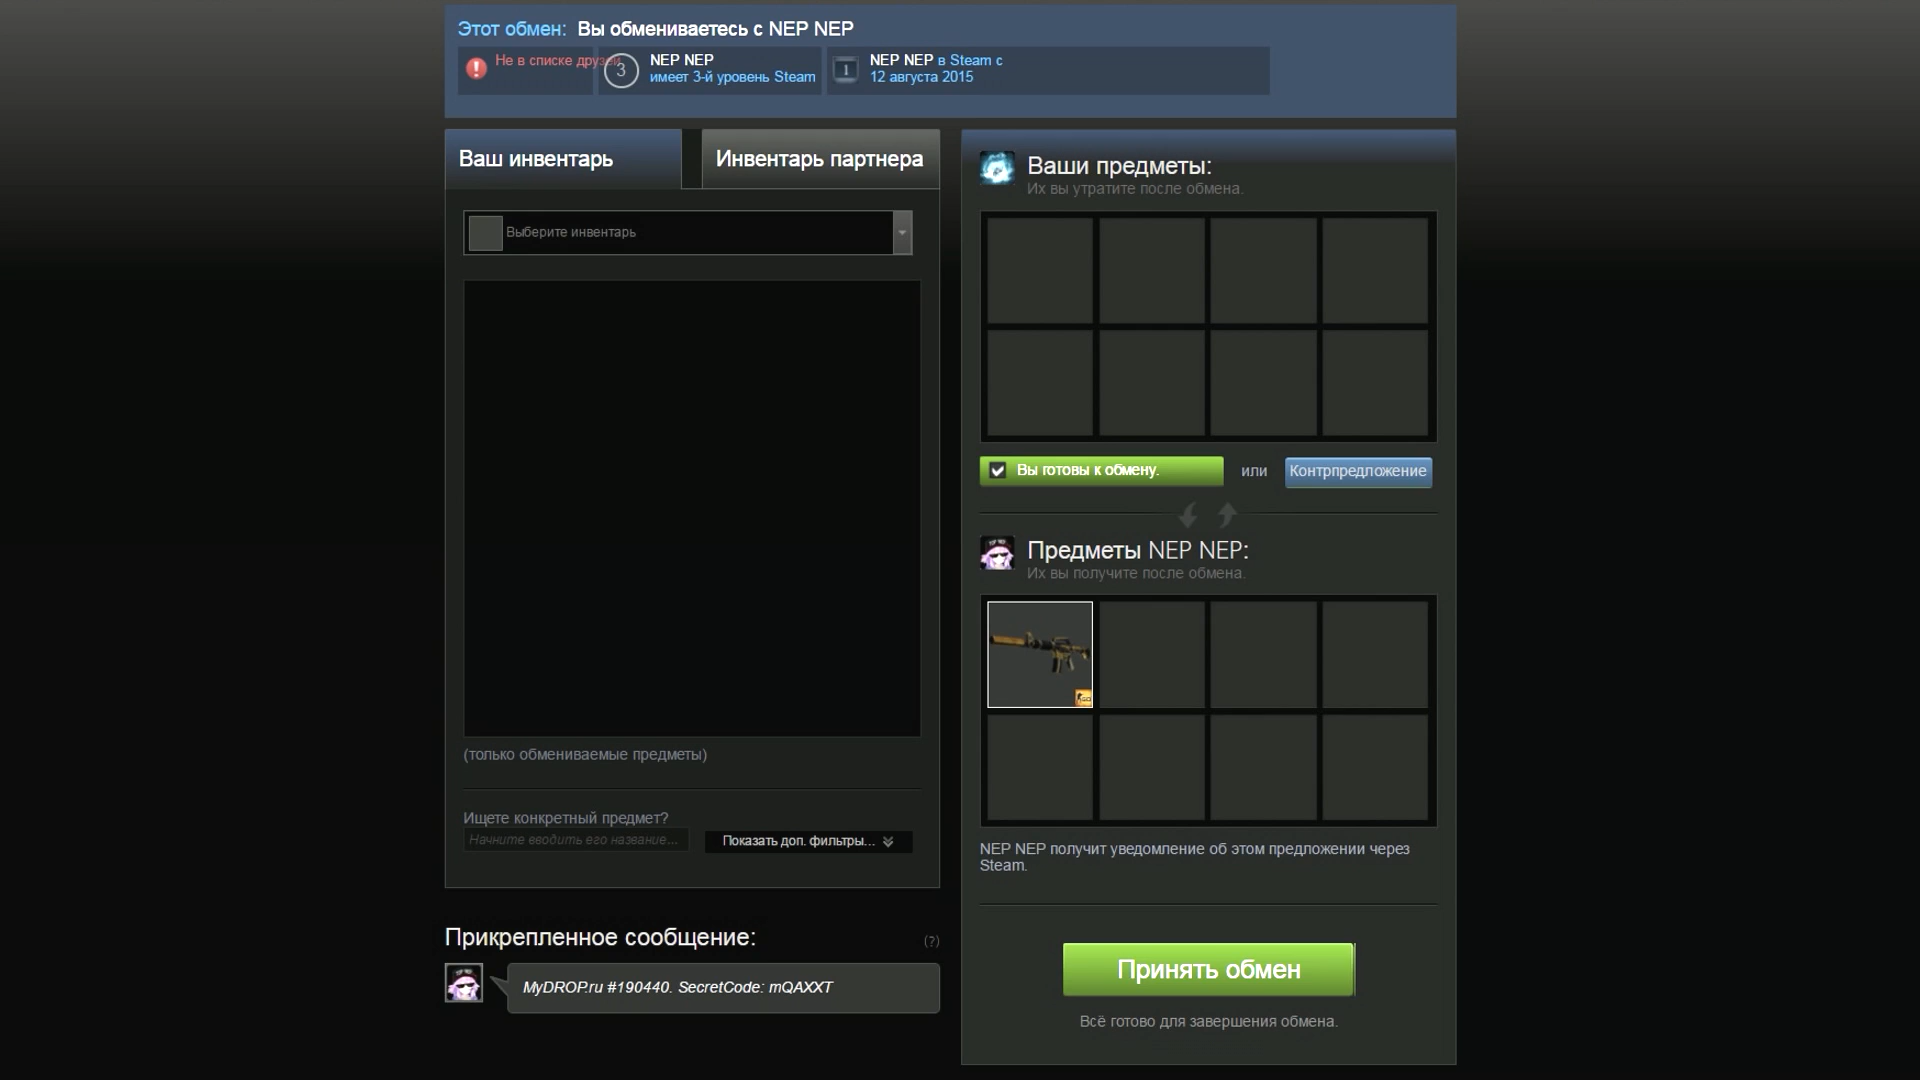 Этот обмен: Вы обмениваетесь с NEP NEP
Не в списке друзей
3
NEP NEP
имеет 3-й уровень Steam
1
NEP NEP в Steam с
12 августа 2015
Ваш инвентарь
Инвентарь партнера
Выберите инвентарь
(только обмениваемые предметы)
Ищете конкретный предмет?
Начните вводить его название...
Показать доп. фильтры...
Прикрепленное сообщение:
(?)
MyDROP.ru #190440. SecretCode: mQAXXT
Ваши предметы:
Их вы утратите после обмена.
Вы готовы к обмену.
или
Контрпредложение
Предметы NEP NEP:
Их вы получите после обмена.
NEP NEP получит уведомление об этом предложении через
Steam.
Принять обмен
Всё готово для завершения обмена.